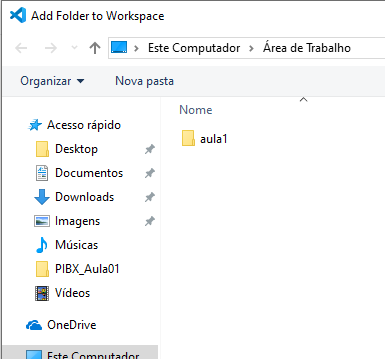 Add Folder to Workspace
Este Computador > Área de Trabalho
Organizar
Nova pasta
Nome
aula1
Acesso rápido
Desktop
Documentos
Downloads
Imagens
Músicas
PIBX_Aula01
Vídeos
OneDrive
Este Computador